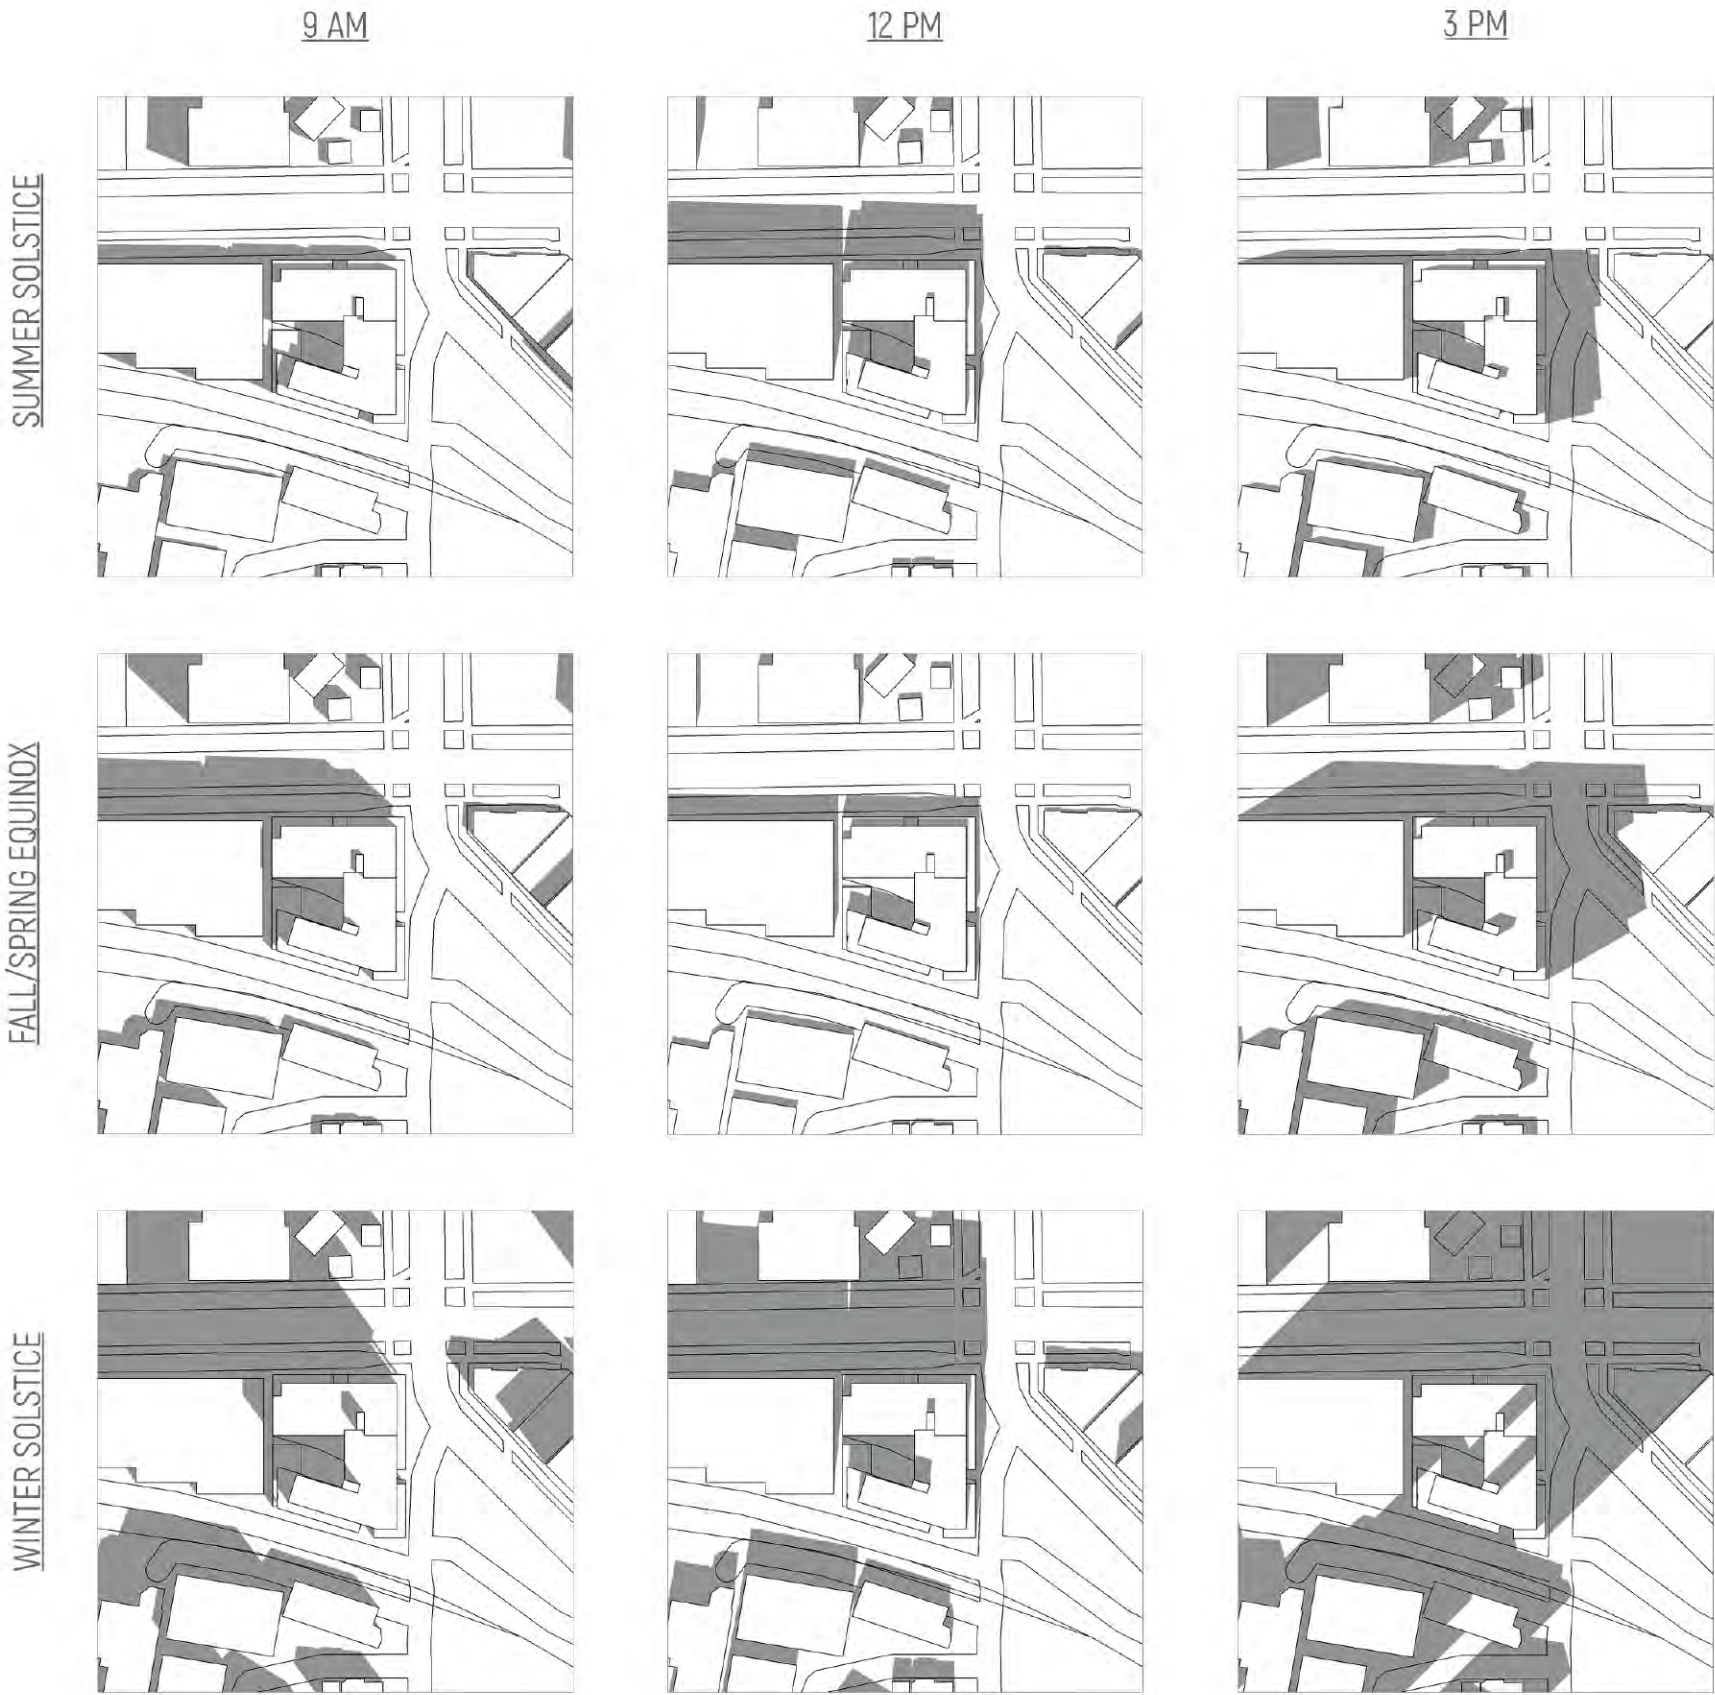 9 AM
12 PM
3 PM
SUMMER SOLSTICE
FALL/SPRING EQUINOX
WINTER SOLSTICE